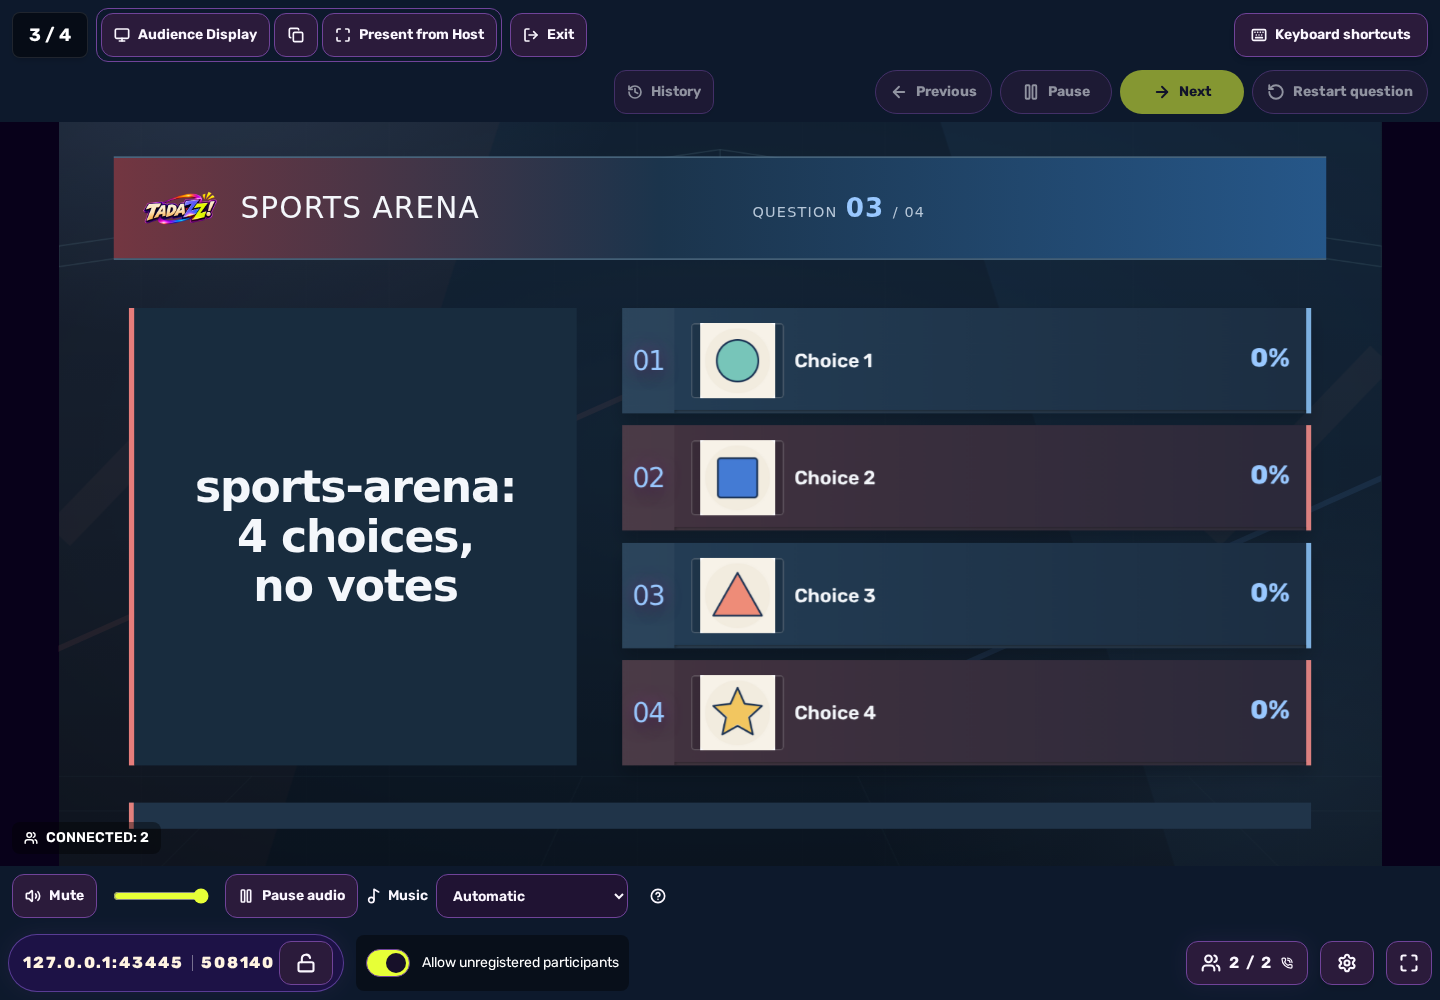 3 / 4
Audience Display
Present from Host
Exit
Keyboard shortcuts
History
Previous
Pause
Next
Restart question
TADAZZ!
SPORTS ARENA
QUESTION 03 / 04
sports-arena:
4 choices,
no votes
01 Choice 1 0%
02 Choice 2 0%
03 Choice 3 0%
04 Choice 4 0%
CONNECTED: 2
Mute
Pause audio
Music
Automatic
127.0.0.1:43445 | 508140
Allow unregistered participants
2 / 2